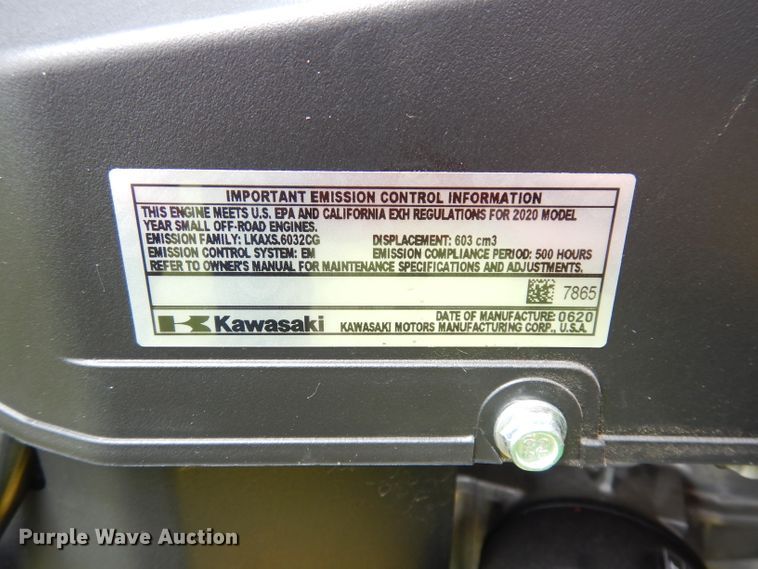 IMPORTANT EMISSION CONTROL INFORMATION
THIS ENGINE MEETS U.S. EPA AND CALIFORNIA EXH REGULATIONS FOR 2020 MODEL
YEAR SMALL OFF-ROAD ENGINES.
EMISSION FAMILY: LKAXS.6032CG DISPLACEMENT: 603 cm3
EMISSION CONTROL SYSTEM: EM EMISSION COMPLIANCE PERIOD: 500 HOURS
REFER TO OWNER'S MANUAL FOR MAINTENANCE SPECIFICATIONS AND ADJUSTMENTS.
7865
Kawasaki DATE OF MANUFACTURE: 0620
KAWASAKI MOTORS MANUFACTURING CORP., U.S.A.
Purple Wave Auction®